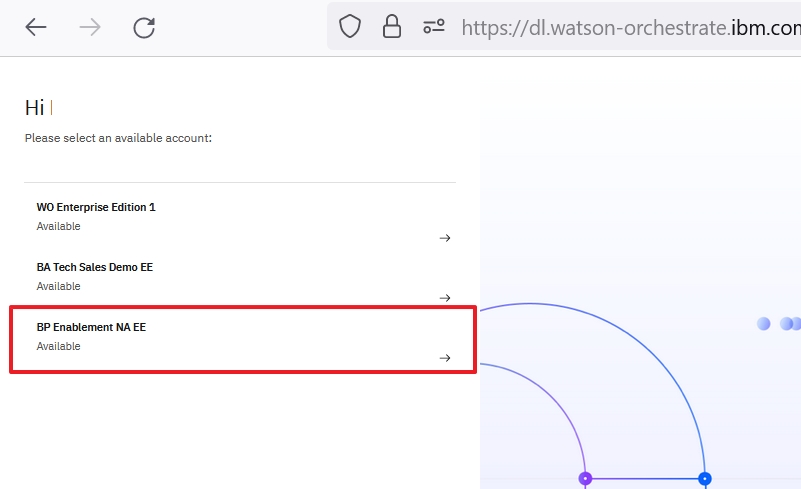 https://dl.watson-orchestrate.ibm.com
Hi
Please select an available account:
WO Enterprise Edition 1
Available
BA Tech Sales Demo EE
Available
BP Enablement NA EE
Available